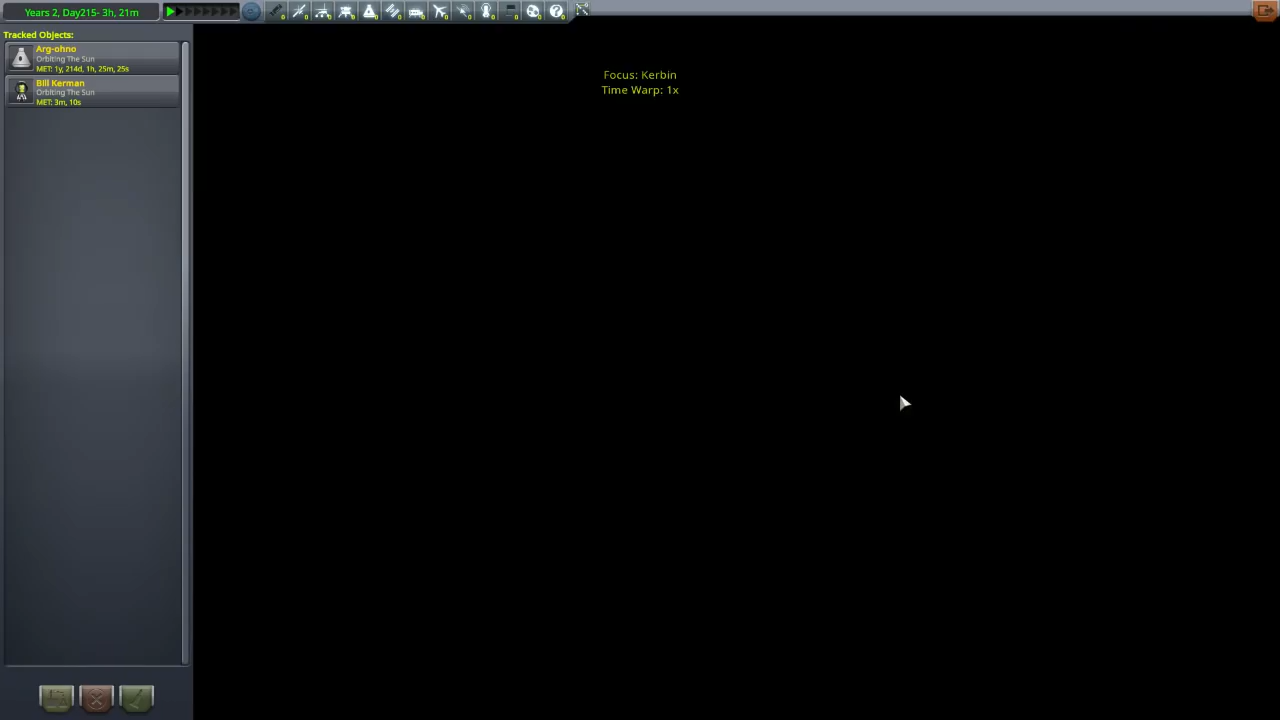 Years 2, Day215- 3h, 21m
Tracked Objects:
Arg-ohno
Orbiting The Sun
MET: 1y, 214d, 1h, 25m, 25s
Bill Kerman
Orbiting The Sun
MET: 3m, 10s
Focus: Kerbin
Time Warp: 1x